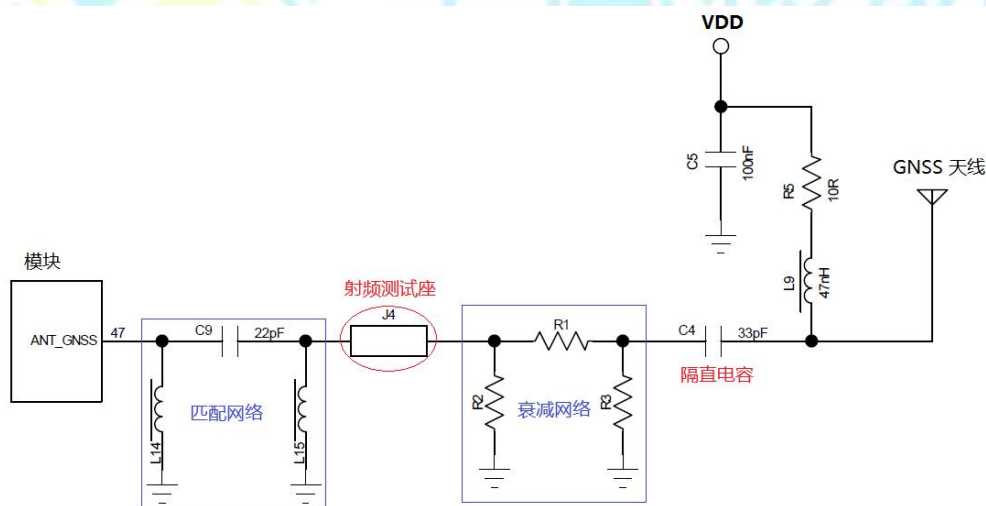 VDD
C5
100nF
R5
10R
GNSS 天线
L9
47nH
模块
ANT_GNSS
47
C9
22pF
射频测试座
J4
R1
C4
33pF
隔直电容
L14
匹配网络
L15
R2
衰减网络
R3